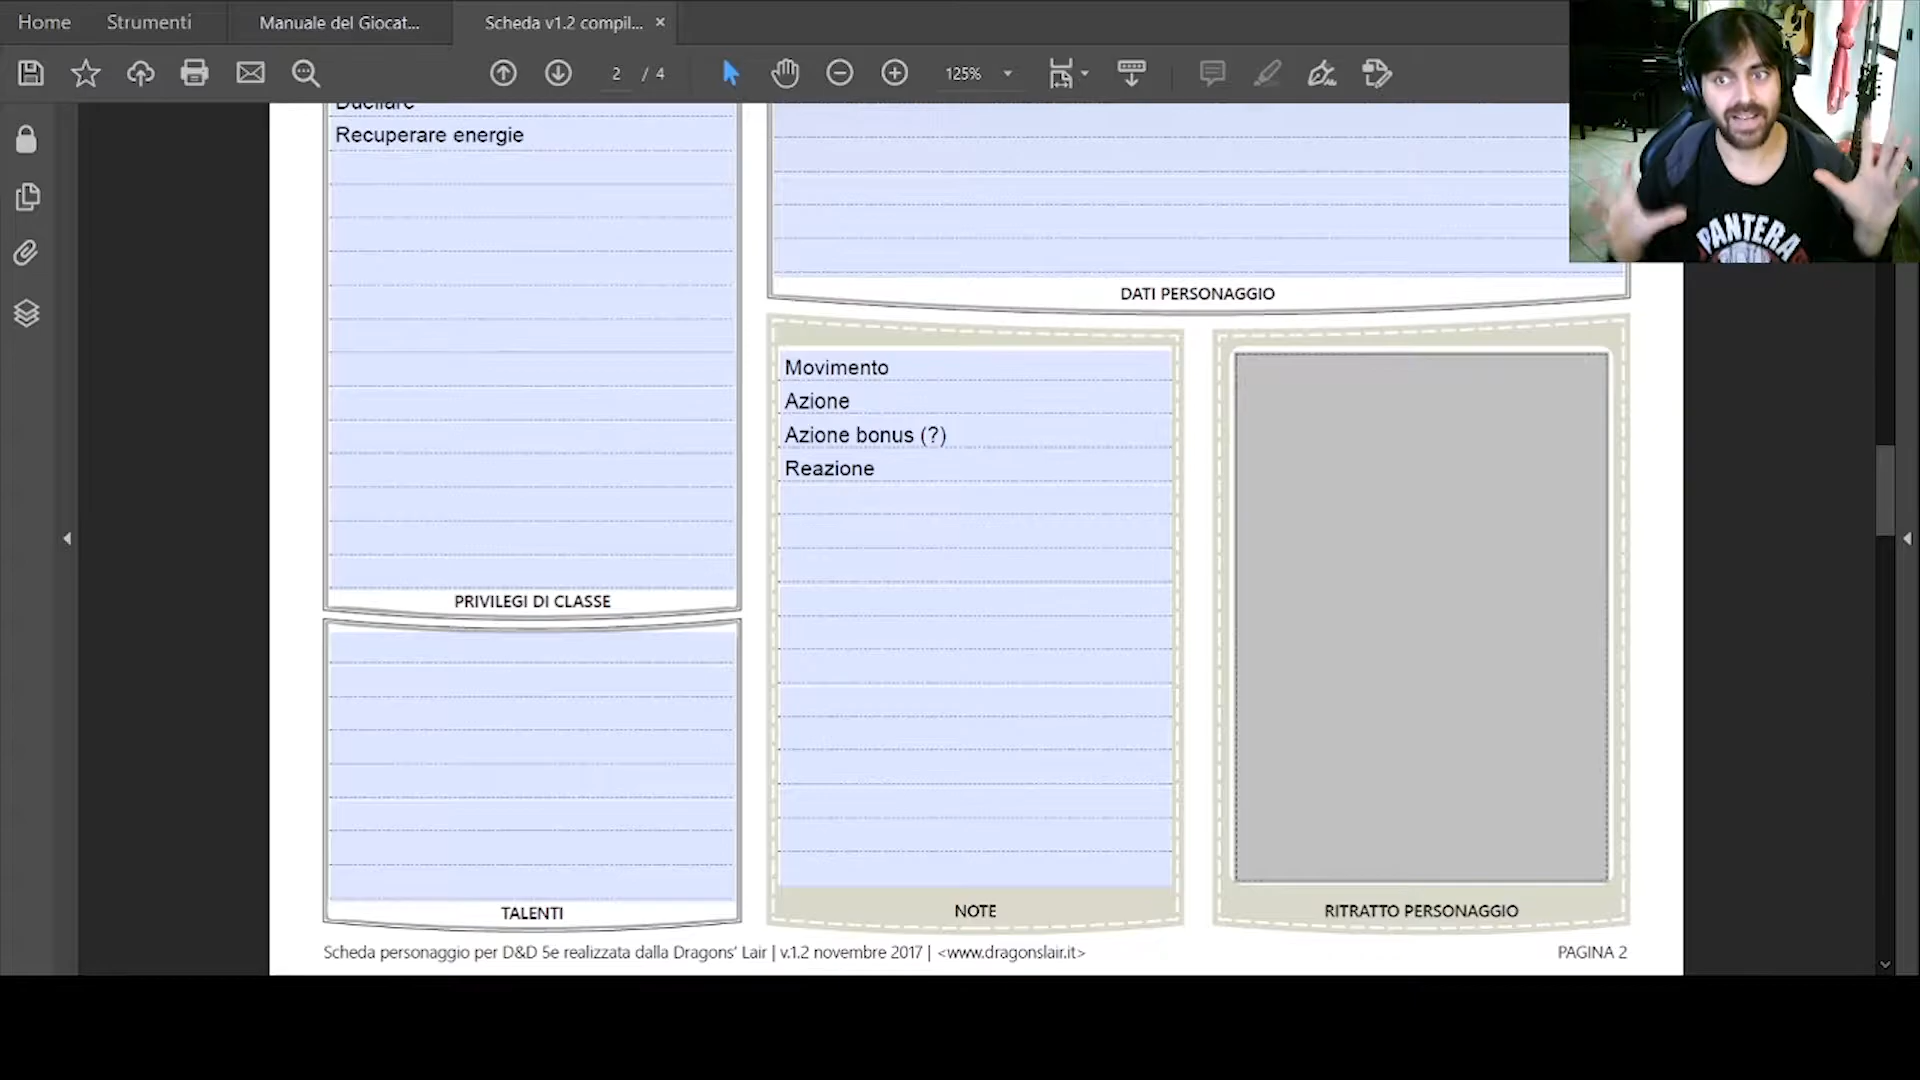 Home
Strumenti
Manuale del Giocat...
Scheda v1.2 compil...
2 / 4
125%
Duellare
Recuperare energie
PRIVILEGI DI CLASSE
TALENTI
DATI PERSONAGGIO
Movimento
Azione
Azione bonus (?)
Reazione
NOTE
RITRATTO PERSONAGGIO
Scheda personaggio per D&D 5e realizzata dalla Dragons' Lair | v.1.2 novembre 2017 | <www.dragonslair.it>
PAGINA 2
PANTERA